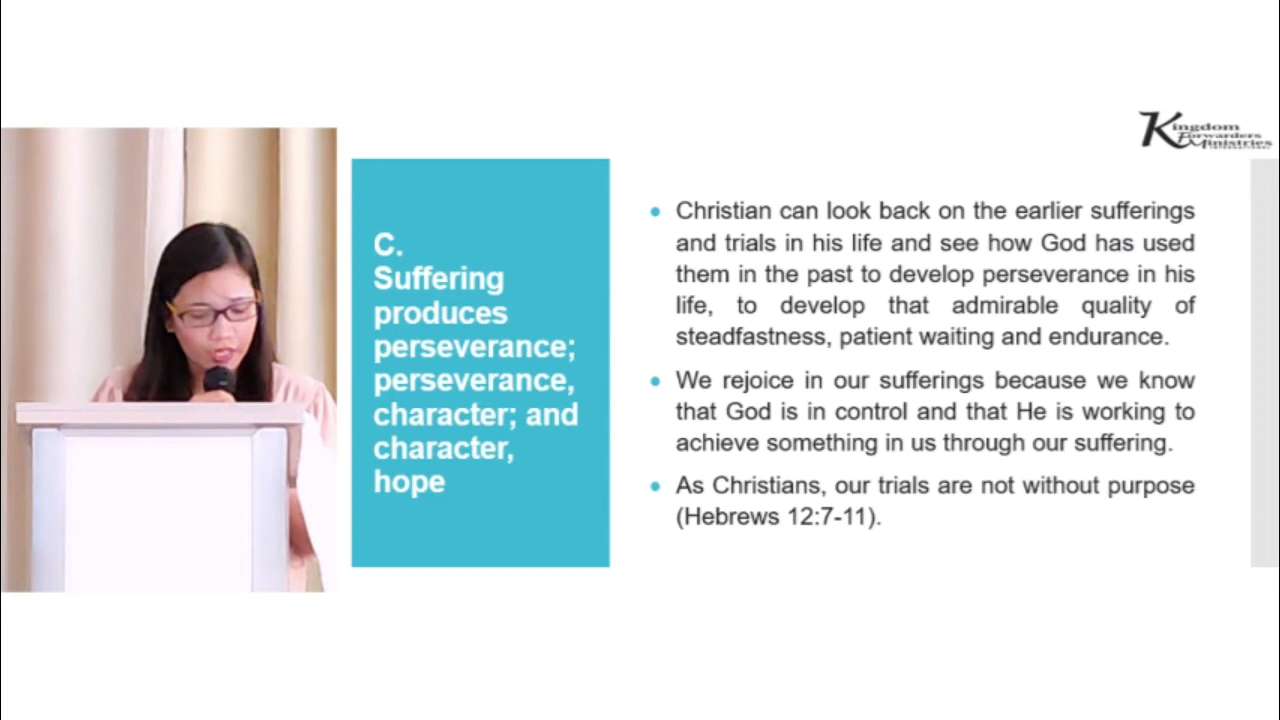 Kingdom
Forwarders
Ministries
INTERNATIONAL
C.
Suffering
produces
perseverance;
perseverance,
character; and
character,
hope
• Christian can look back on the earlier sufferings
and trials in his life and see how God has used
them in the past to develop perseverance in his
life, to develop that admirable quality of
steadfastness, patient waiting and endurance.
• We rejoice in our sufferings because we know
that God is in control and that He is working to
achieve something in us through our suffering.
• As Christians, our trials are not without purpose
(Hebrews 12:7-11).